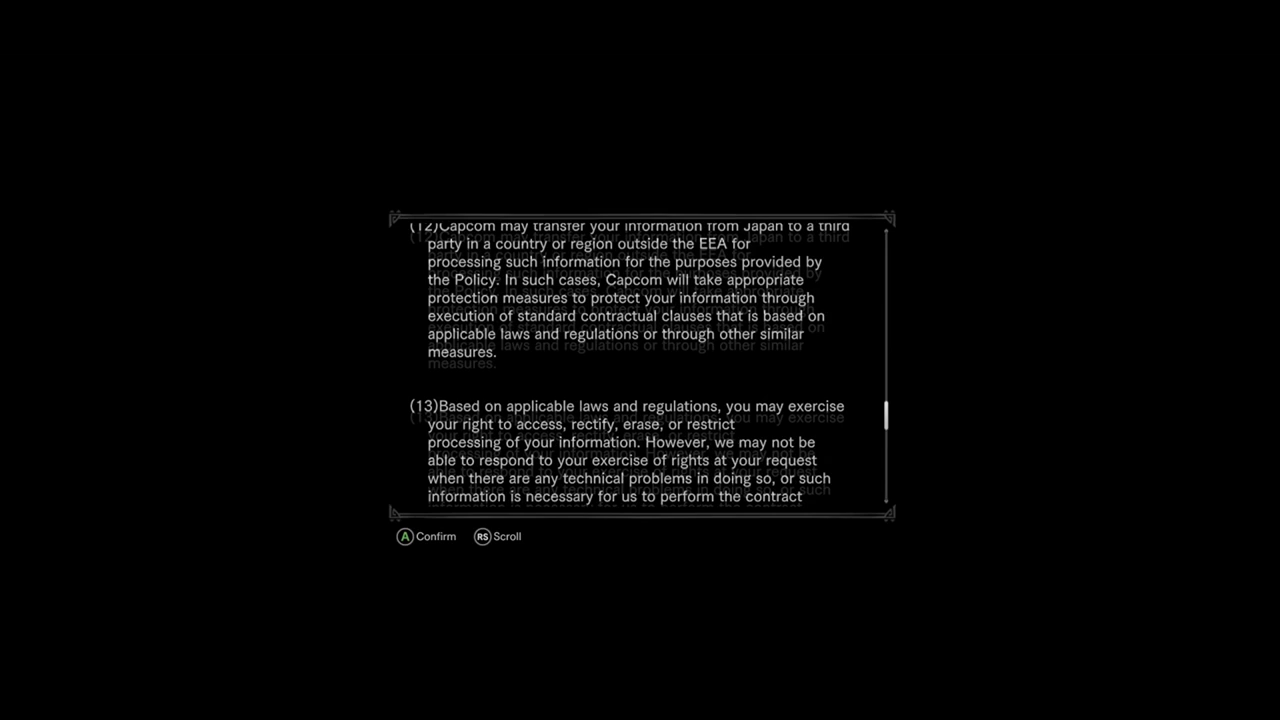 (12)Capcom may transfer your information from Japan to a third
party in a country or region outside the EEA for
processing such information for the purposes provided by
the Policy. In such cases, Capcom will take appropriate
protection measures to protect your information through
execution of standard contractual clauses that is based on
applicable laws and regulations or through other similar
measures.
(13)Based on applicable laws and regulations, you may exercise
your right to access, rectify, erase, or restrict
processing of your information. However, we may not be
able to respond to your exercise of rights at your request
when there are any technical problems in doing so, or such
information is necessary for us to perform the contract
A Confirm RS Scroll